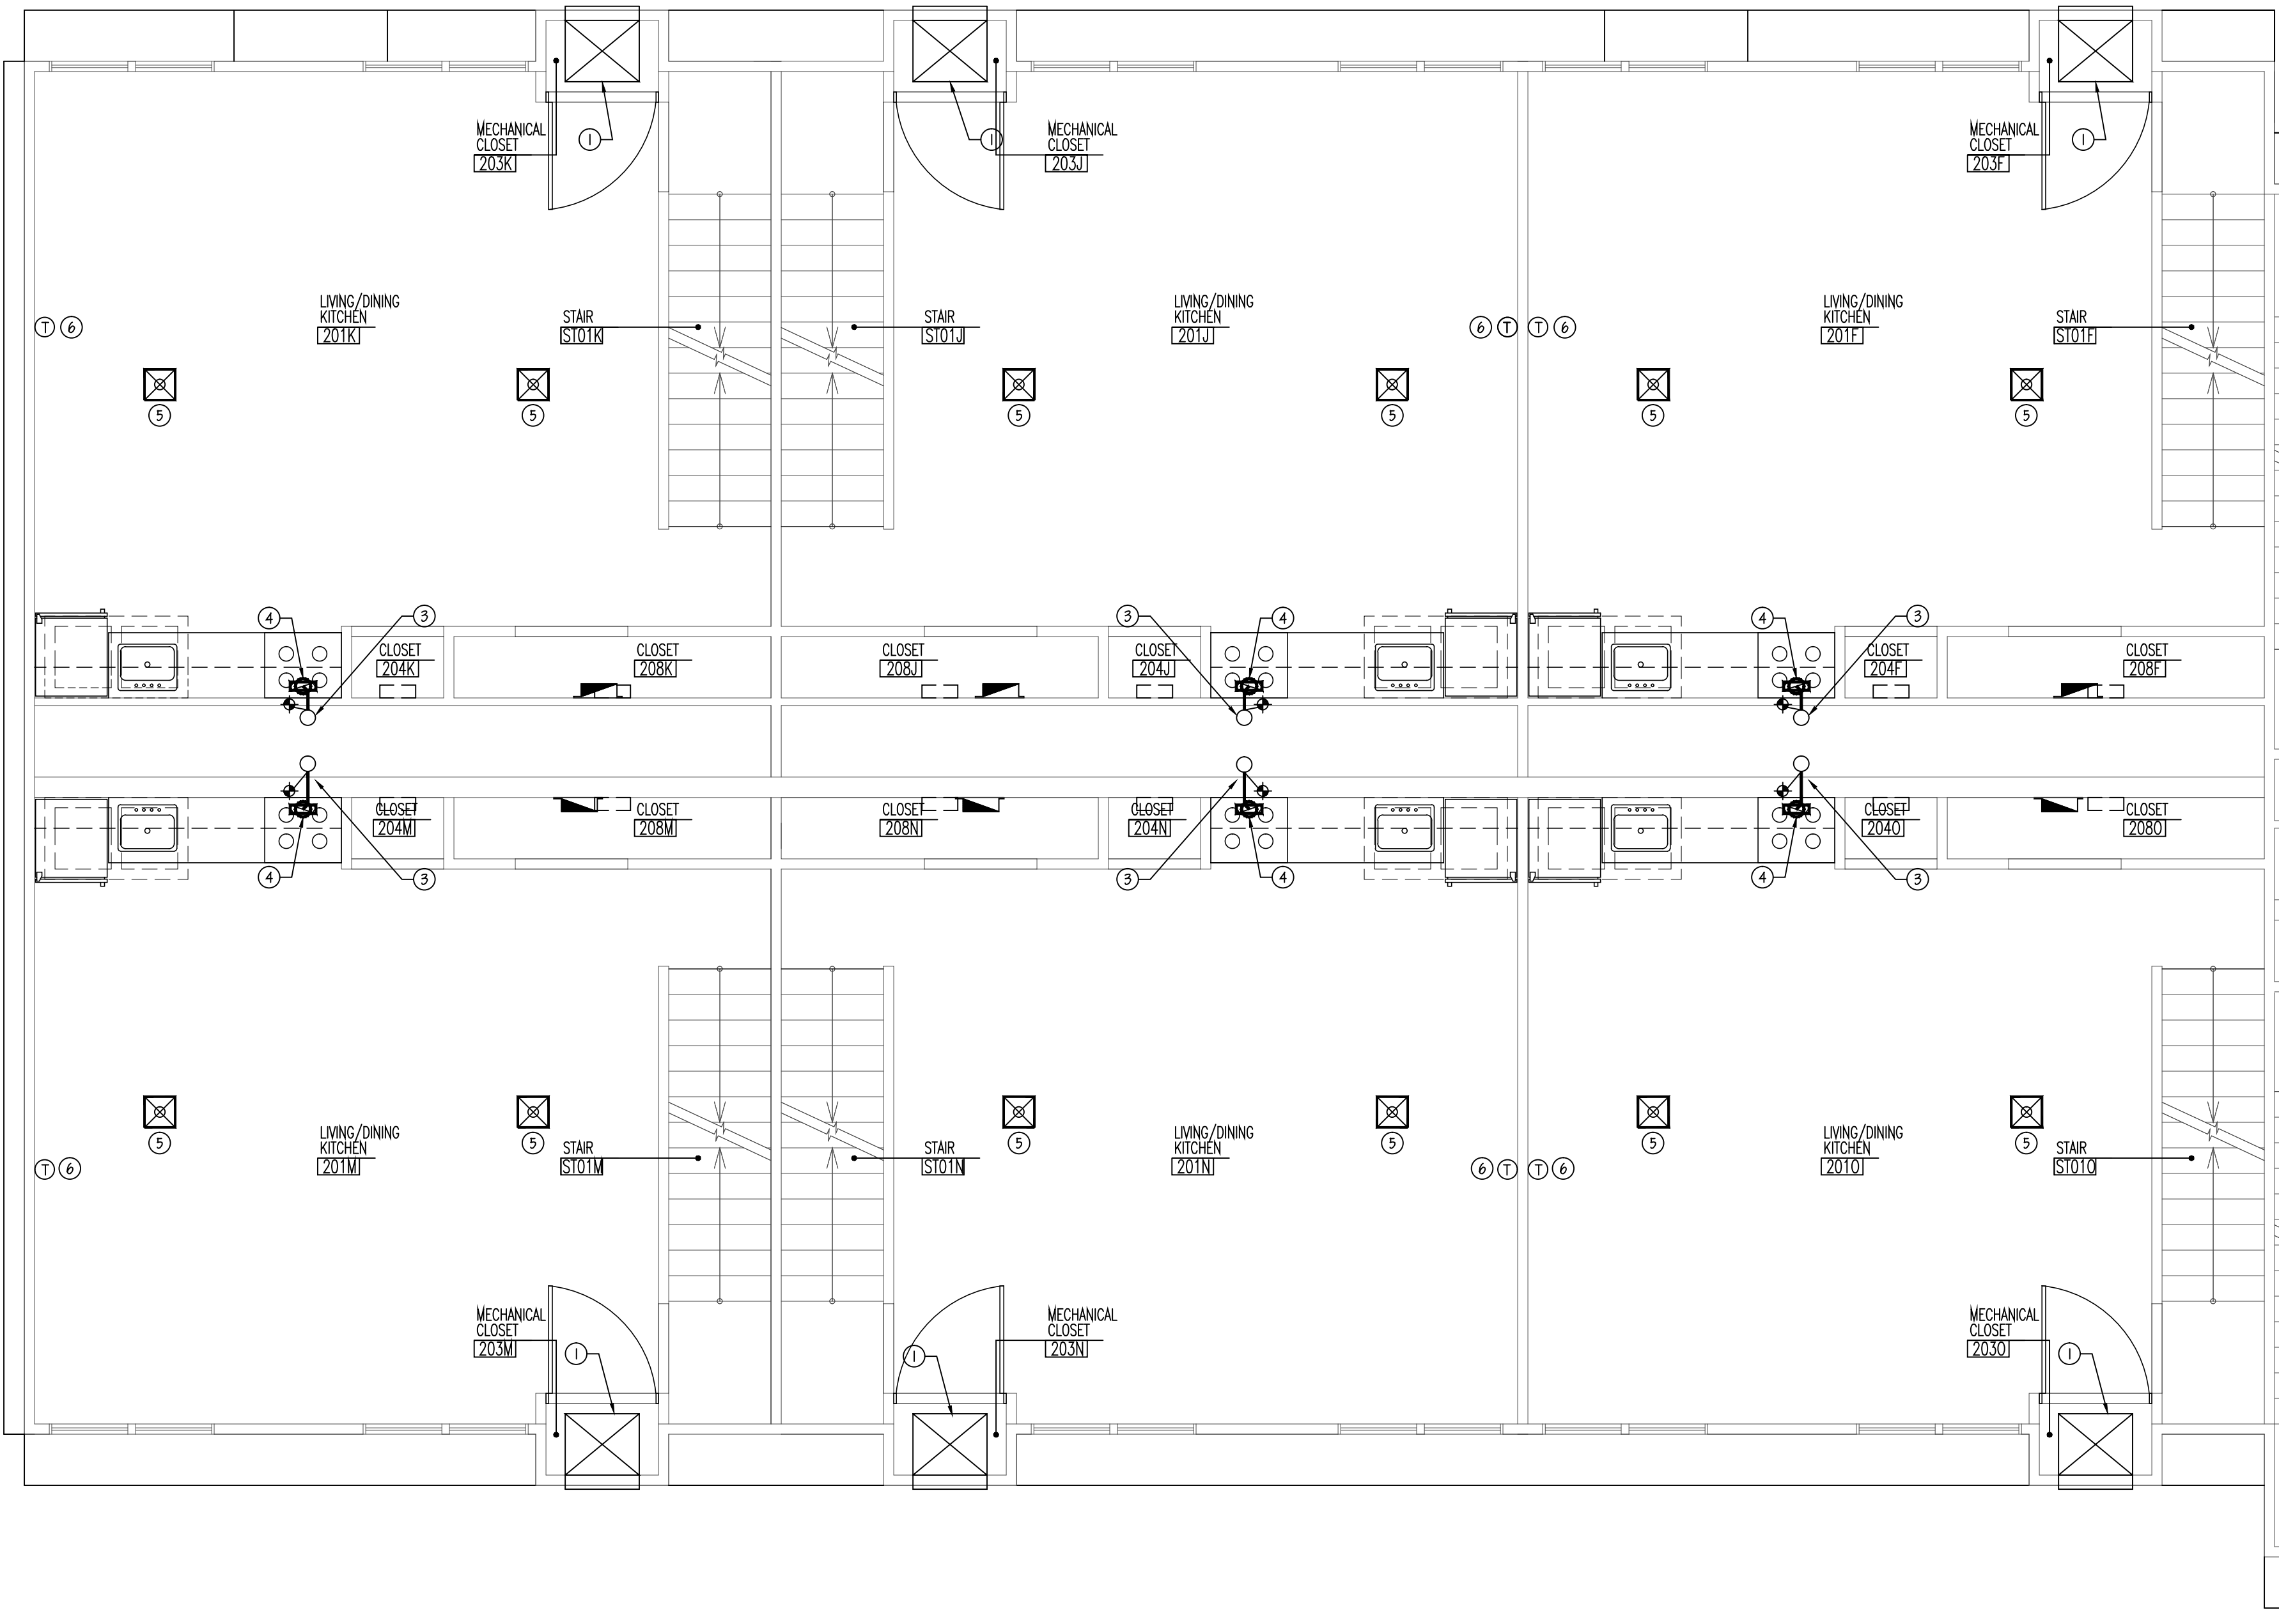 MECHANICAL
CLOSET
203K
1
1
MECHANICAL
CLOSET
203J
MECHANICAL
CLOSET
203F
1
T
6
LIVING/DINING
KITCHEN
201K
STAIR
ST01K
STAIR
ST01J
LIVING/DINING
KITCHEN
201J
6
T
T
6
LIVING/DINING
KITCHEN
201F
STAIR
ST01F
5
5
5
5
5
5
4
3
3
4
4
3
CLOSET
204K
CLOSET
208K
CLOSET
208J
CLOSET
204J
CLOSET
204F
CLOSET
208F
CLOSET
204M
CLOSET
208M
CLOSET
208N
CLOSET
204N
CLOSET
204O
CLOSET
208O
4
3
3
4
4
3
5
5
5
5
5
5
T
6
LIVING/DINING
KITCHEN
201M
STAIR
ST01M
STAIR
ST01N
LIVING/DINING
KITCHEN
201N
6
T
T
6
LIVING/DINING
KITCHEN
201O
STAIR
ST01O
MECHANICAL
CLOSET
203M
1
1
MECHANICAL
CLOSET
203N
MECHANICAL
CLOSET
203O
1